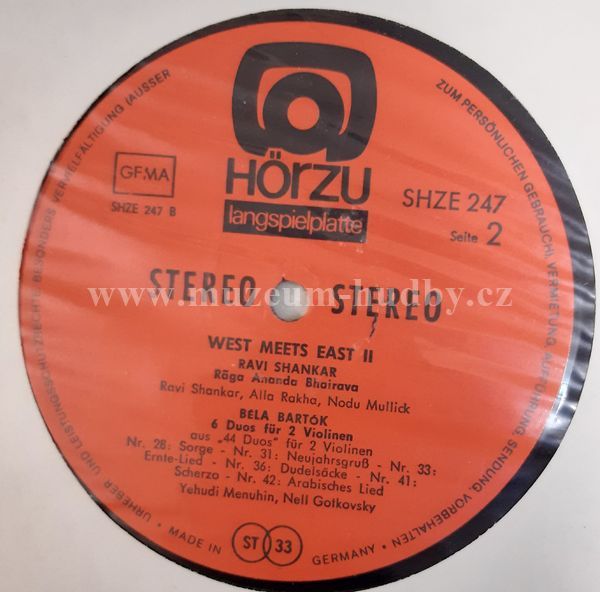 HÖRZU
langspielplatte
GEMA
SHZE 247 B
SHZE 247
Seite 2
STEREO STEREO
www.muzeum-hudby.cz
WEST MEETS EAST II
RAVI SHANKAR
Rāga Ananda Bhairava
Ravi Shankar, Alla Rakha, Nodu Mullick
BÉLA BARTÓK
6 Duos für 2 Violinen
aus „44 Duos" für 2 Violinen
Nr. 28: Sorge - Nr. 31: Neujahrsgruß - Nr. 33:
Ernte-Lied - Nr. 36: Dudelsäcke - Nr. 41:
Scherzo - Nr. 42: Arabisches Lied
Yehudi Menuhin, Nell Gotkovsky
ST 33
URHEBER UND LEISTUNGSSCHUTZRECHTE, BESONDERS VERVIELFÄLTIGUNG (AUSSER ZUM PERSÖNLICHEN GEBRAUCH), VERMIETUNG, AUFFÜHRUNG, SENDUNG, VORBEHALTEN
• MADE IN GERMANY •